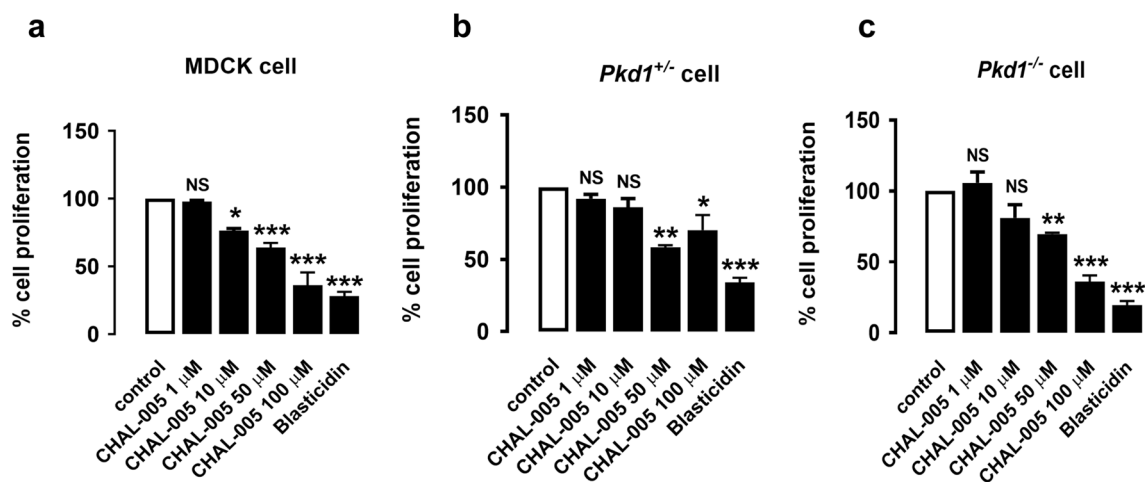 a
MDCK cell
% cell proliferation
150
100
50
0
NS
*
***
***
***
control
CHAL-005 1 μM
CHAL-005 10 μM
CHAL-005 50 μM
CHAL-005 100 μM
Blasticidin
b
Pkd1+/- cell
% cell proliferation
150
100
50
0
NS
NS
**
*
***
control
CHAL-005 1 μM
CHAL-005 10 μM
CHAL-005 50 μM
CHAL-005 100 μM
Blasticidin
c
Pkd1-/- cell
% cell proliferation
150
100
50
0
NS
NS
**
***
***
control
CHAL-005 1 μM
CHAL-005 10 μM
CHAL-005 50 μM
CHAL-005 100 μM
Blasticidin